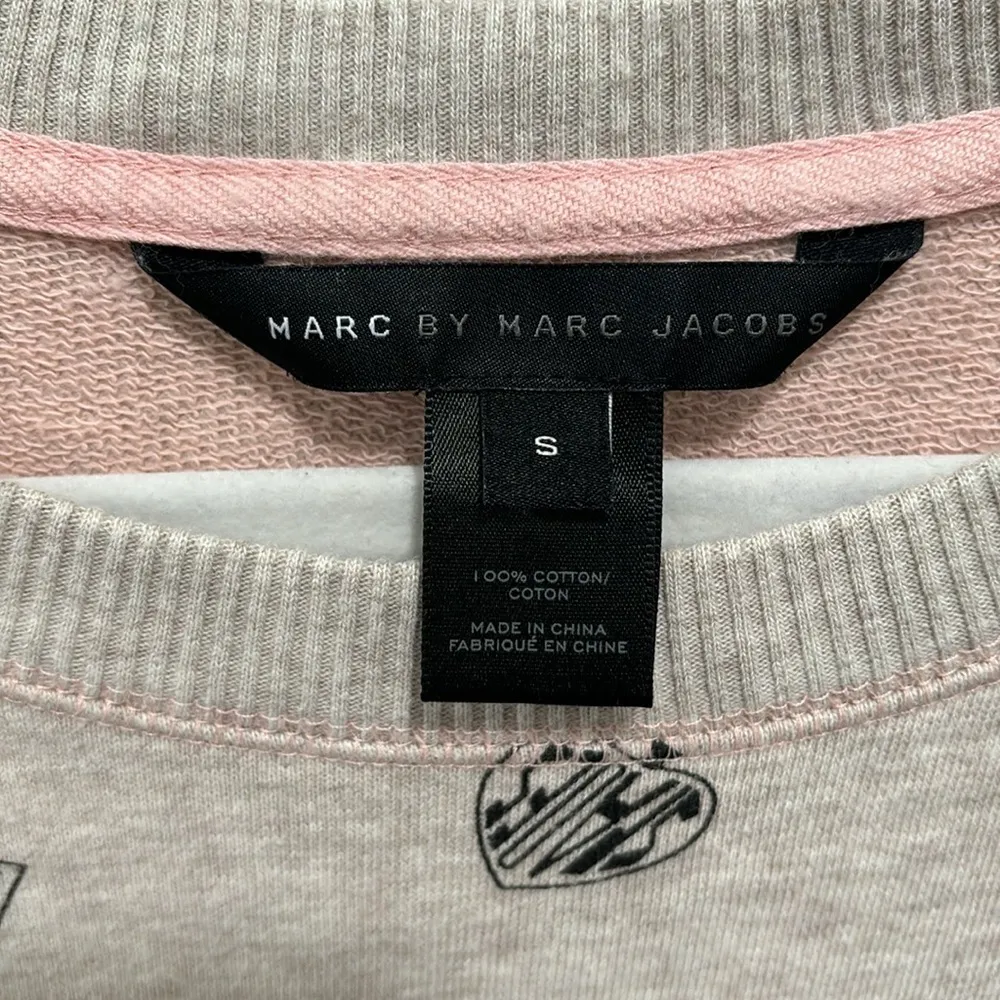 MARC BY MARC JACOBS
S
100% COTTON/
COTON
MADE IN CHINA
FABRIQUÉ EN CHINE